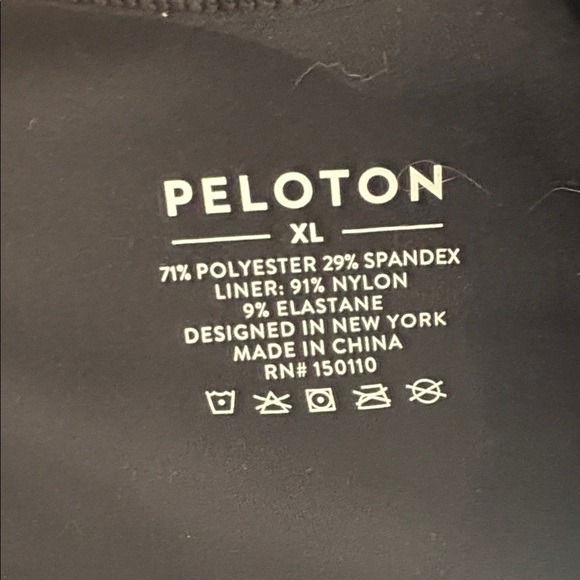 PELOTON
XL
71% POLYESTER 29% SPANDEX
LINER: 91% NYLON
9% ELASTANE
DESIGNED IN NEW YORK
MADE IN CHINA
RN# 150110